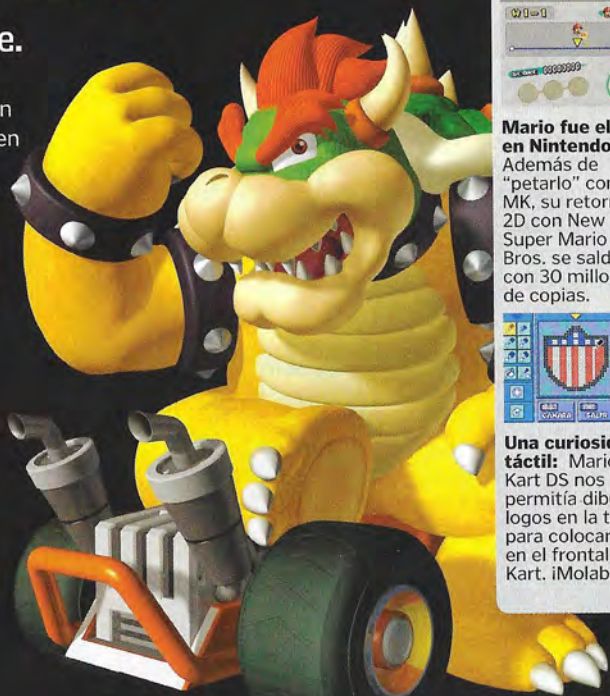 e.
n
en
W 1-1
Mario fue el
en Nintendo
Además de
"petarlo" con
MK, su retorn
2D con New
Super Mario
Bros. se sald
con 30 millo
de copias.
SALIR
Una curiosid
táctil: Mario
Kart DS nos
permitía dibu
logos en la t
para colocar
en el frontal
Kart. ¡Molab